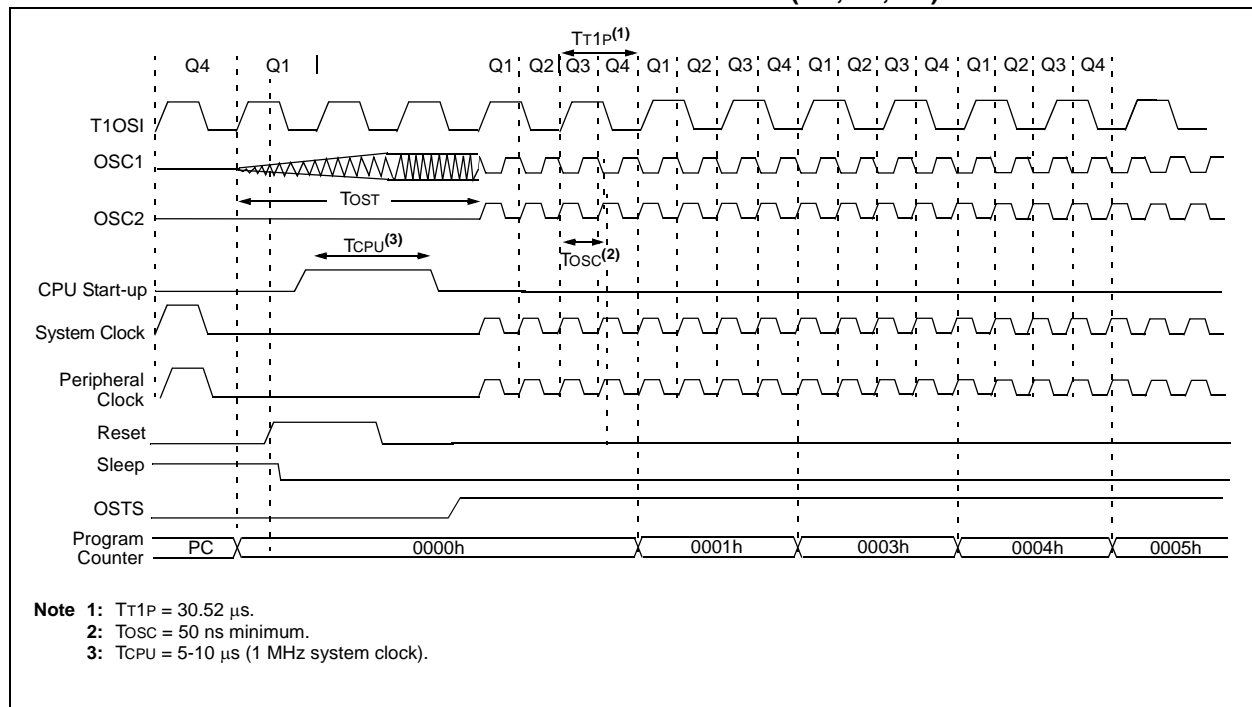 TT1P(1)
Q4 Q1 Q1 Q2 Q3 Q4 Q1 Q2 Q3 Q4 Q1 Q2 Q3 Q4 Q1 Q2 Q3 Q4
T1OSI
OSC1
TOST
OSC2
TCPU(3)
TOSC(2)
CPU Start-up
System Clock
Peripheral
Clock
Reset
Sleep
OSTS
Program
Counter
PC 0000h 0001h 0003h 0004h 0005h
Note 1: TT1P = 30.52 μs.
2: TOSC = 50 ns minimum.
3: TCPU = 5-10 μs (1 MHz system clock).